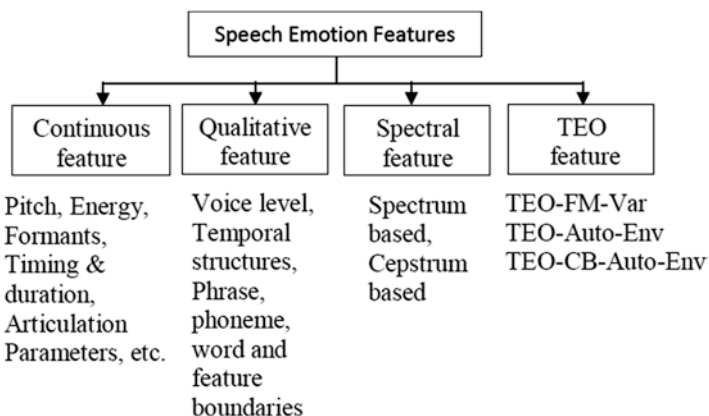 Speech Emotion Features
Continuous
feature
Qualitative
feature
Spectral
feature
TEO
feature
Pitch, Energy,
Formants,
Timing &
duration,
Articulation
Parameters, etc.
Voice level,
Temporal
structures,
Phrase,
phoneme,
word and
feature
boundaries
Spectrum
based,
Cepstrum
based
TEO-FM-Var
TEO-Auto-Env
TEO-CB-Auto-Env